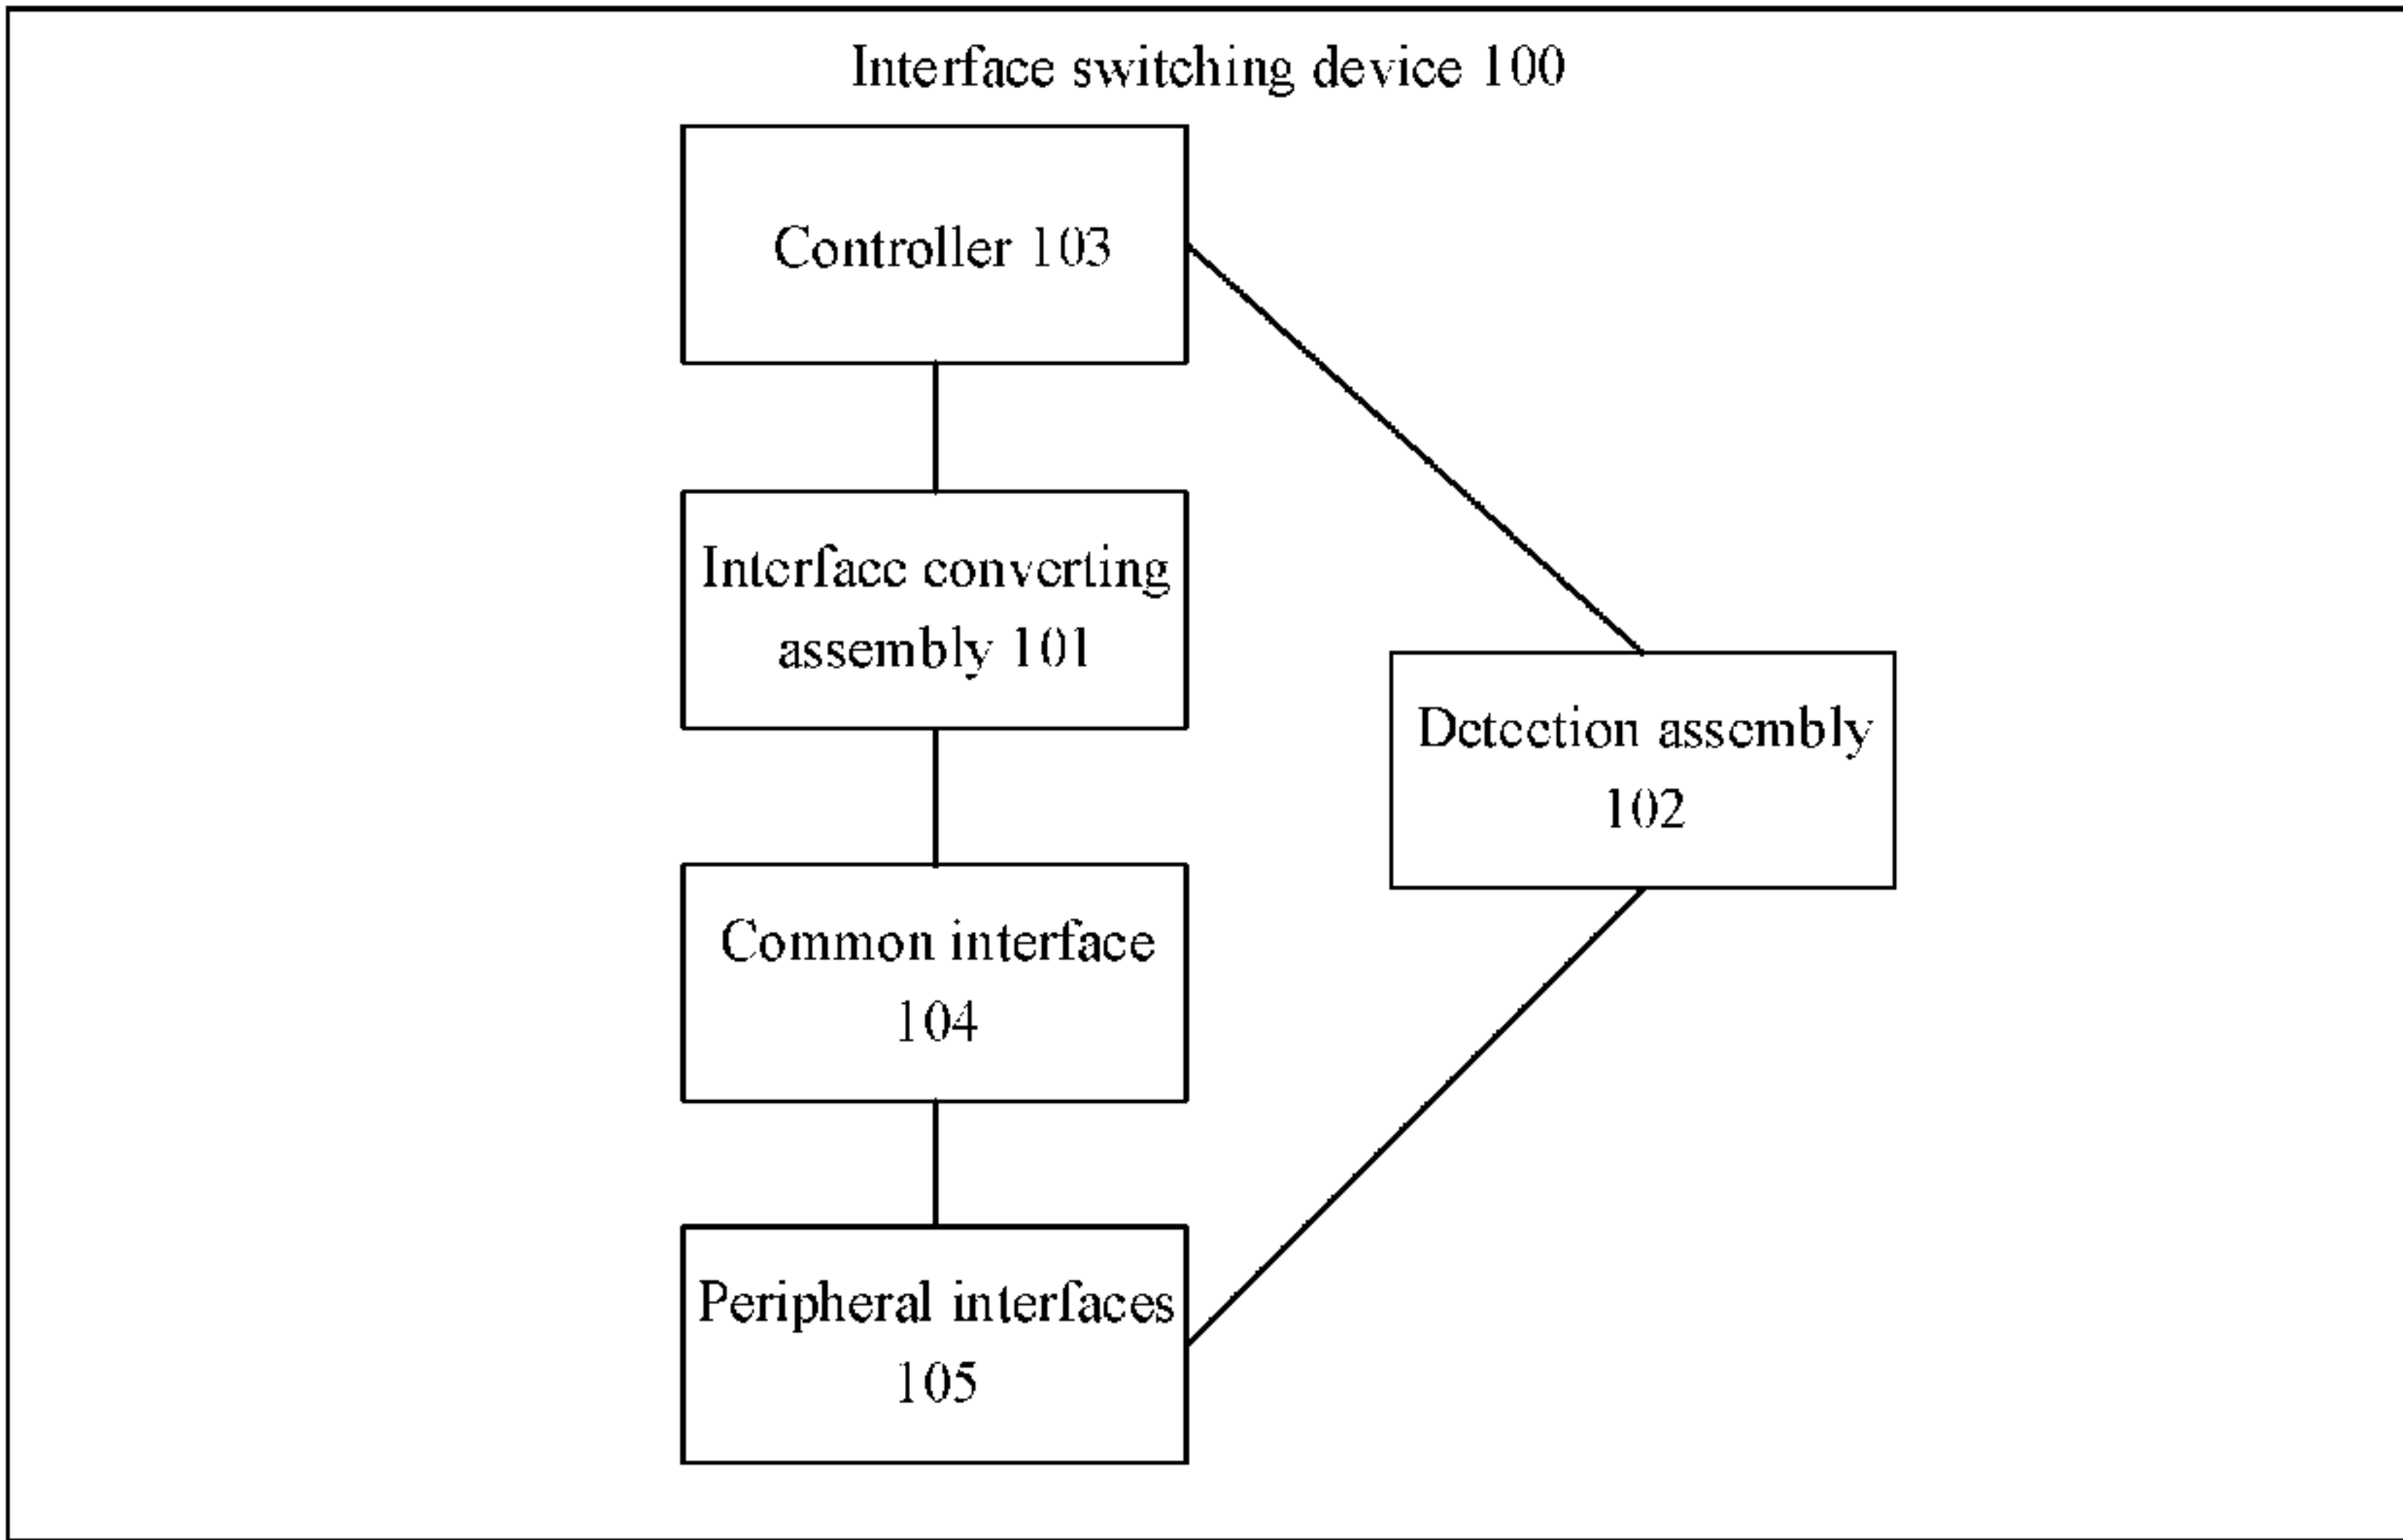 Interface switching device 100
Controller 103
Interface converting
assembly 101
Detection assembly
102
Common interface
104
Peripheral interfaces
105